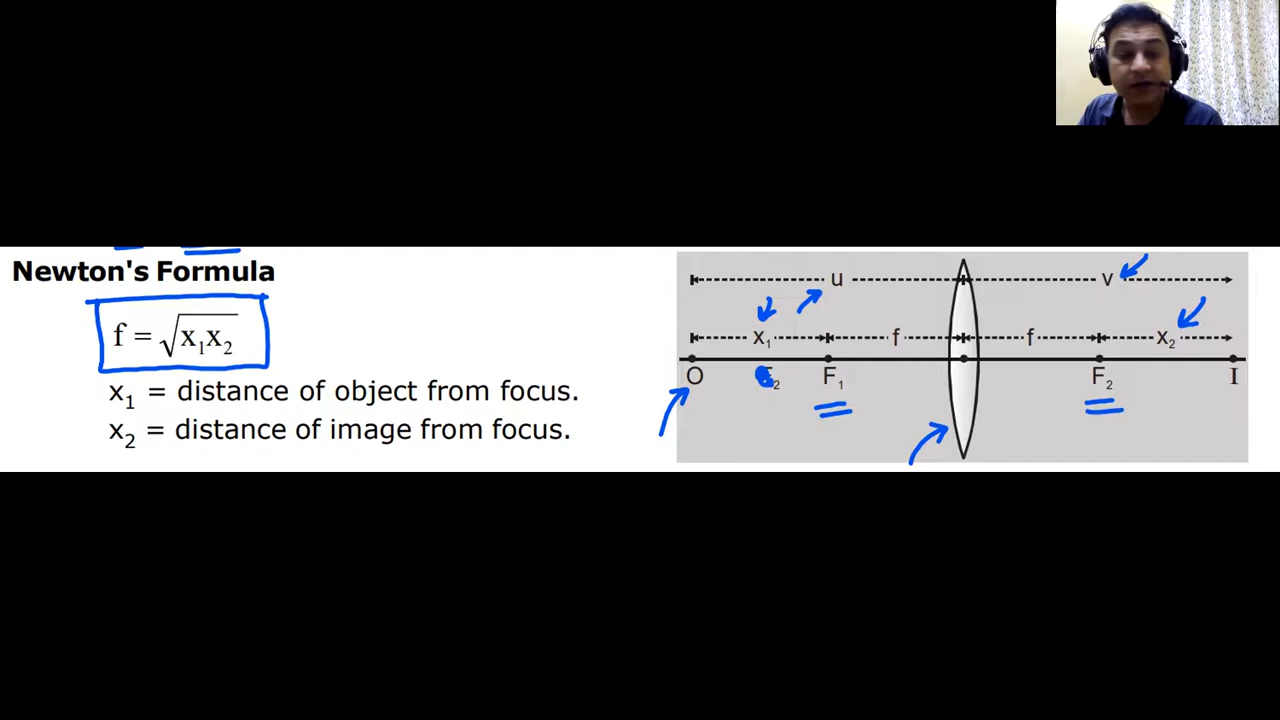 Newton's Formula
f = √x₁x₂
x₁ = distance of object from focus.
x₂ = distance of image from focus.
u v
x₁ f f x₂
O ₂ F₁ F₂ I